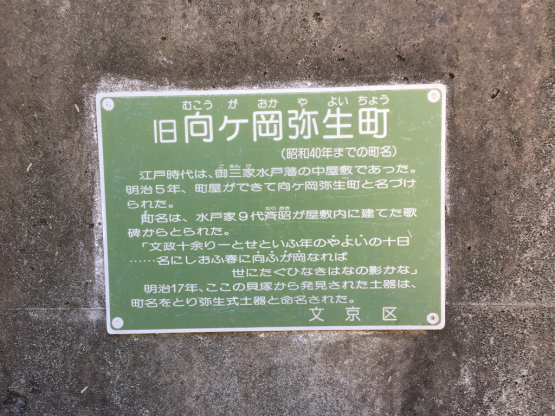 むこう が おか や よい ちょう
旧向ケ岡弥生町
(昭和40年までの町名)
江戸時代は、御三家水戸藩の中屋敷であった。
明治5年、町屋ができて向ケ岡弥生町と名づけ
られた。
町名は、水戸家9代斉昭が屋敷内に建てた歌
碑からとられた。
「文政十余り一とせといふ年のやよいの十日
……名にしおふ春に向ふが岡なれば
世にたぐひなきはなの影かな」
明治17年、ここの貝塚から発見された土器は、
町名をとり弥生式土器と命名された。
文京区